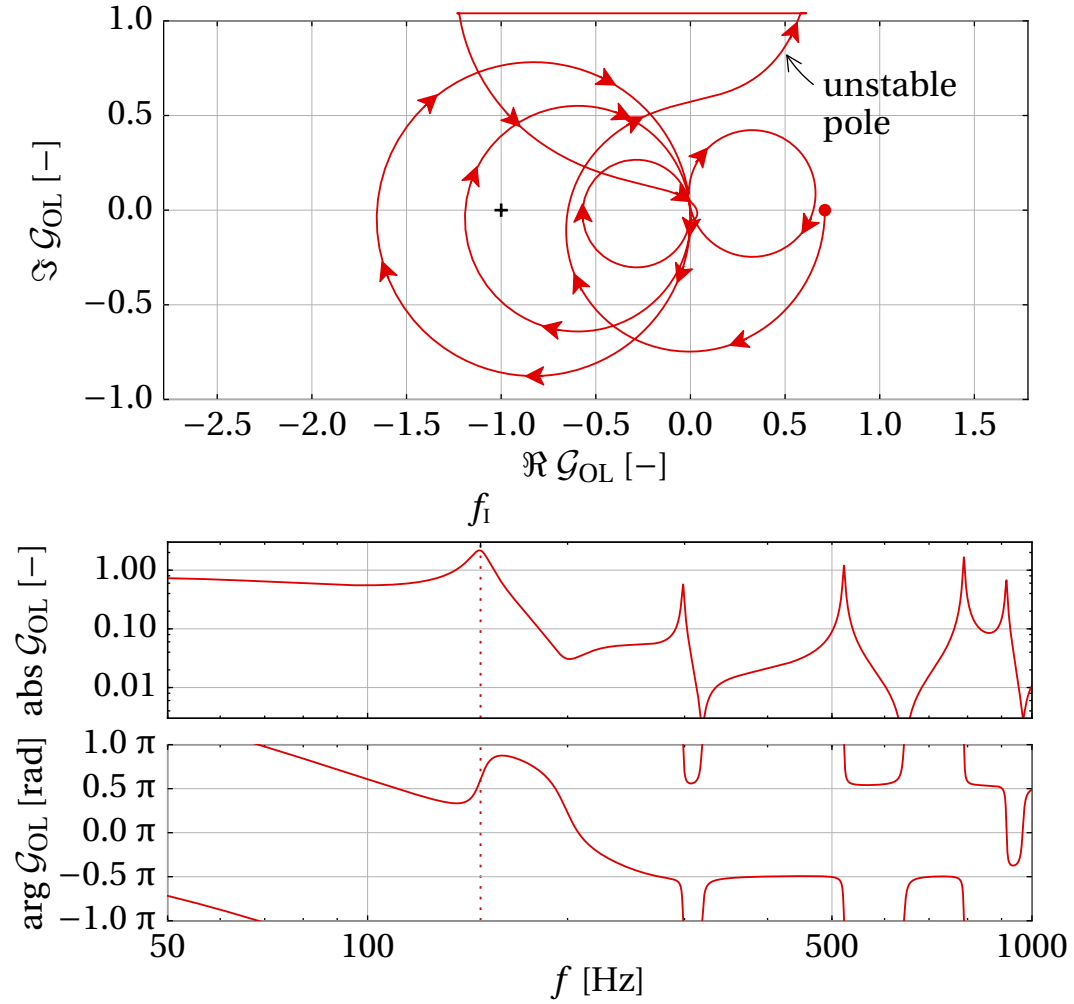 1.0
0.5
0.0
−0.5
−1.0
ℑ 𝒢OL [−]
unstable
pole
−2.5 −2.0 −1.5 −1.0 −0.5 0.0 0.5 1.0 1.5
ℜ 𝒢OL [−]
fI
1.00
0.10
0.01
abs 𝒢OL [−]
1.0 π
0.5 π
0.0 π
−0.5 π
−1.0 π
arg 𝒢OL [rad]
50 100 500 1000
f [Hz]